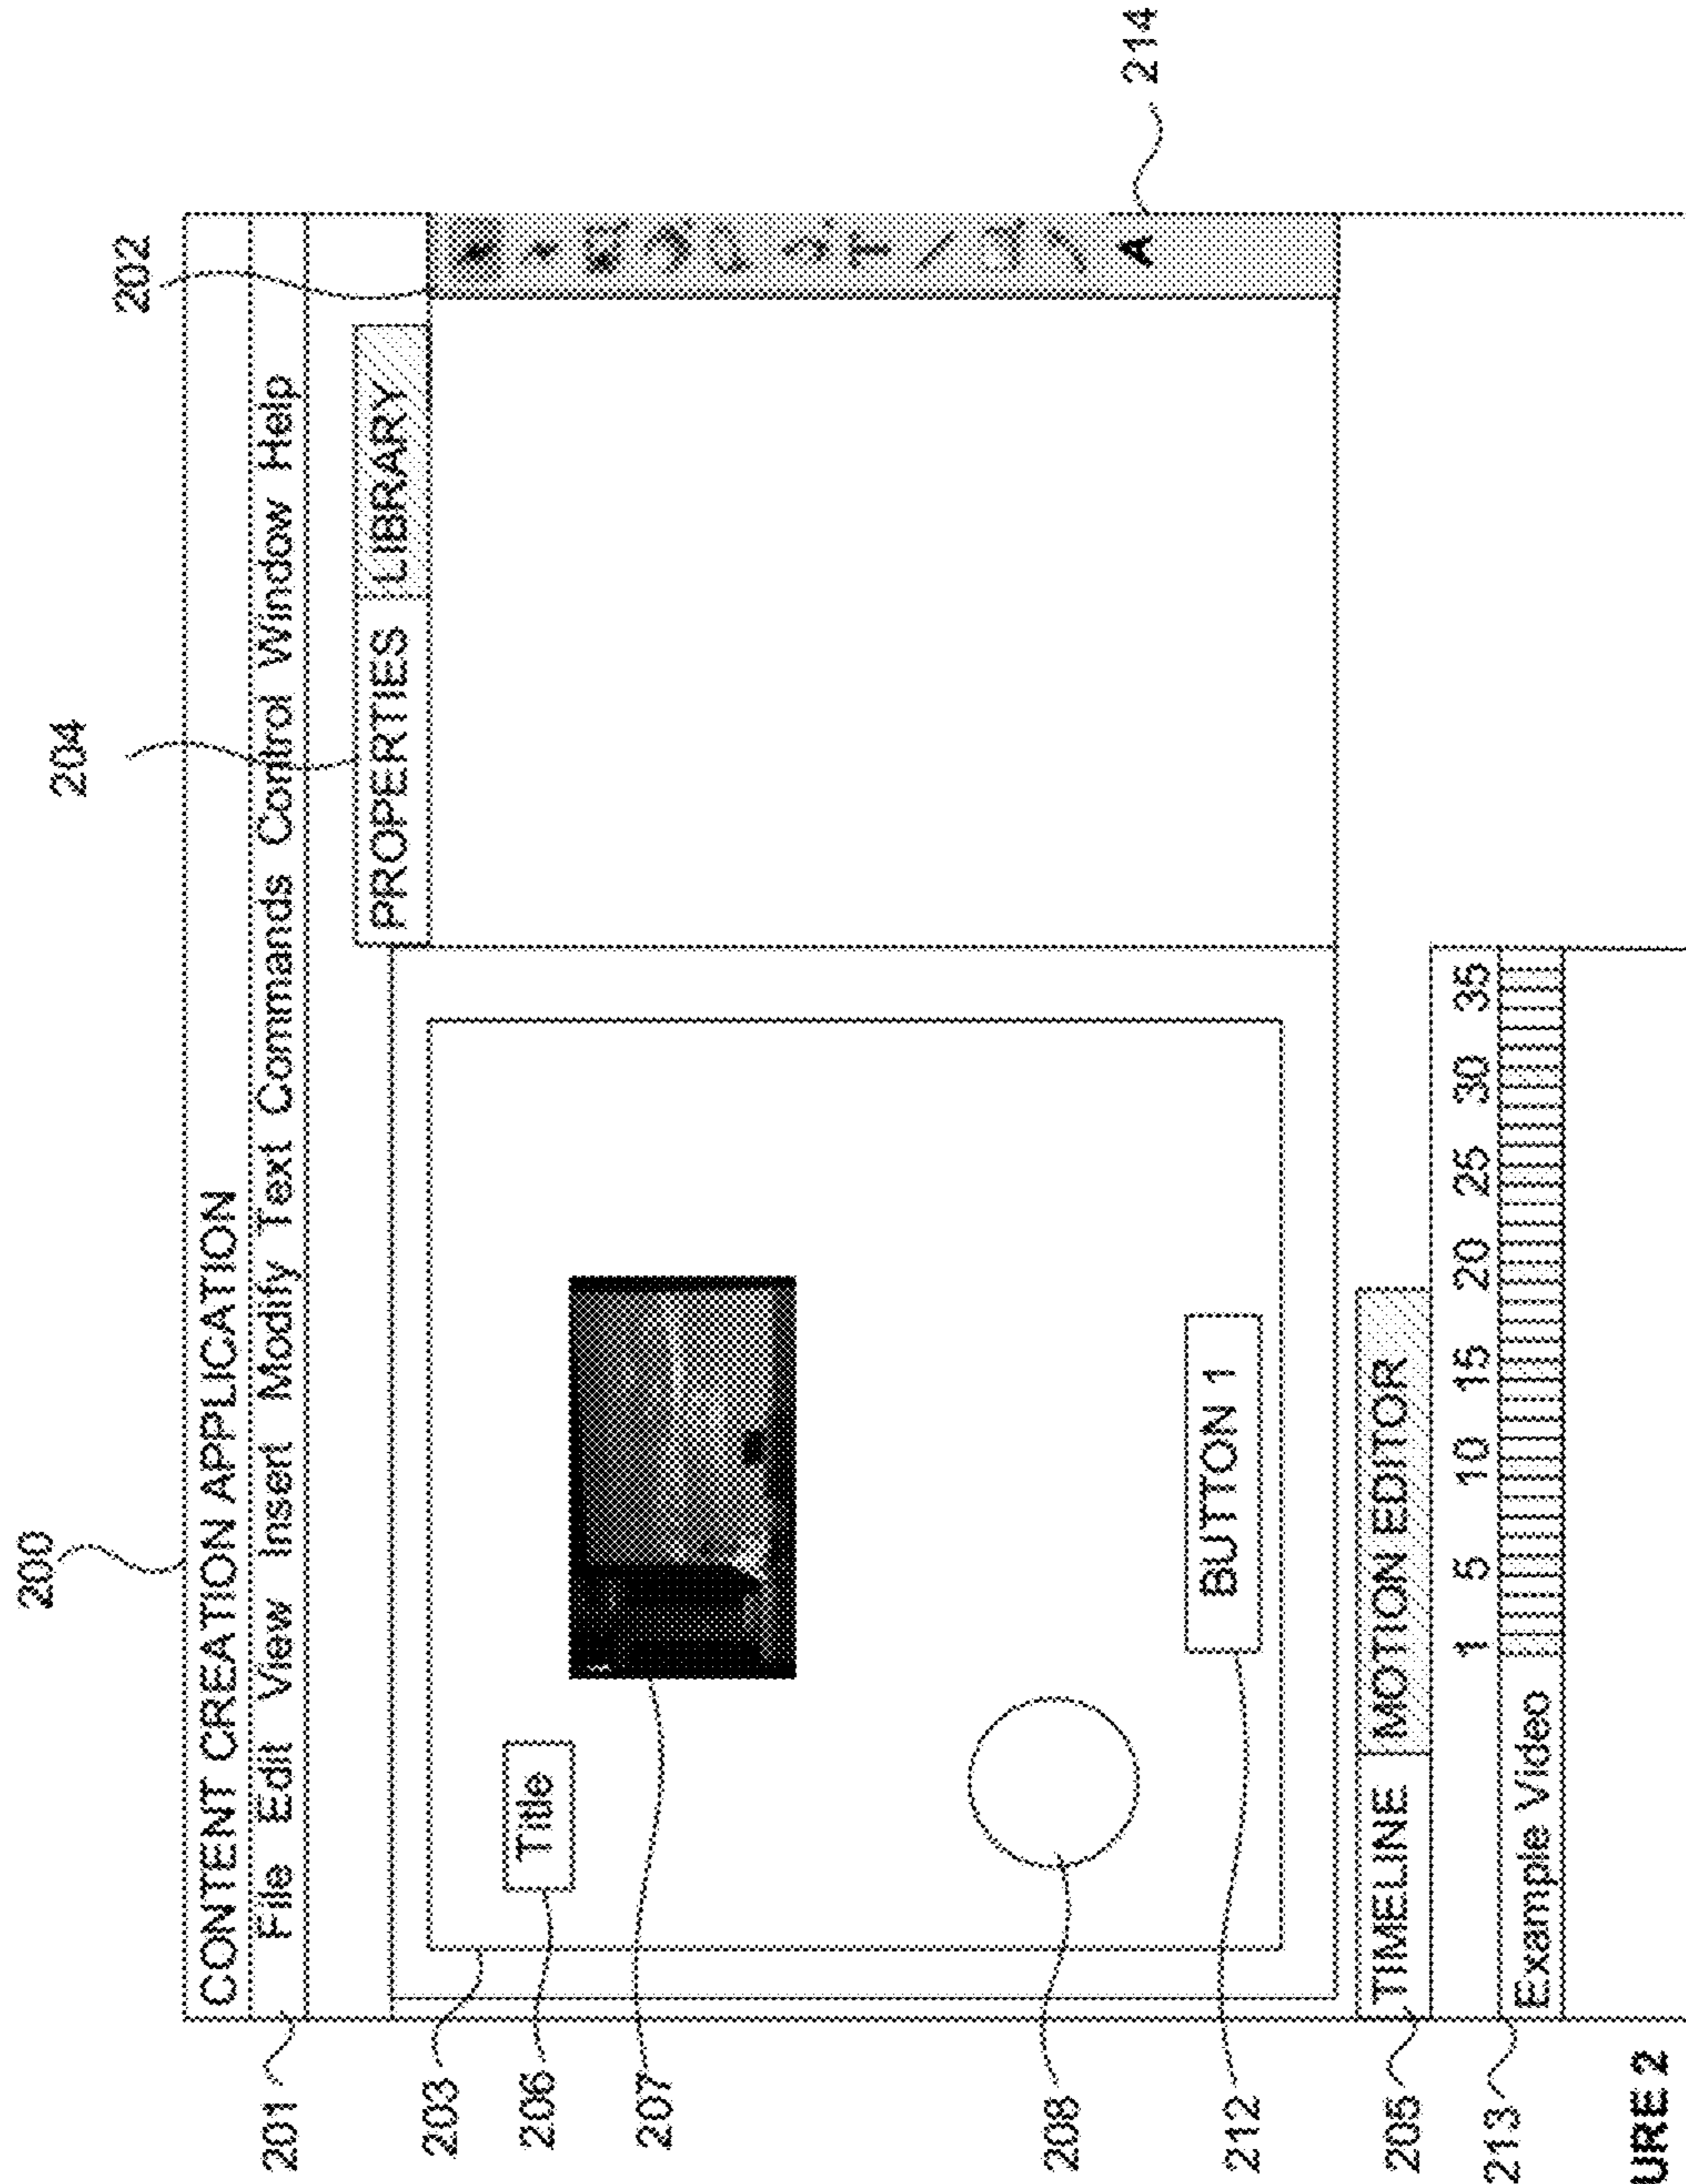 200
204
202
CONTENT CREATION APPLICATION
201
File Edit View Insert Modify Text Commands Control Window Help
PROPERTIES LIBRARY
203
206
Title
207
208
212
BUTTON 1
T
A
214
205
TIMELINE MOTION EDITOR
1 5 10 15 20 25 30 35
213
Example Video
URE 2